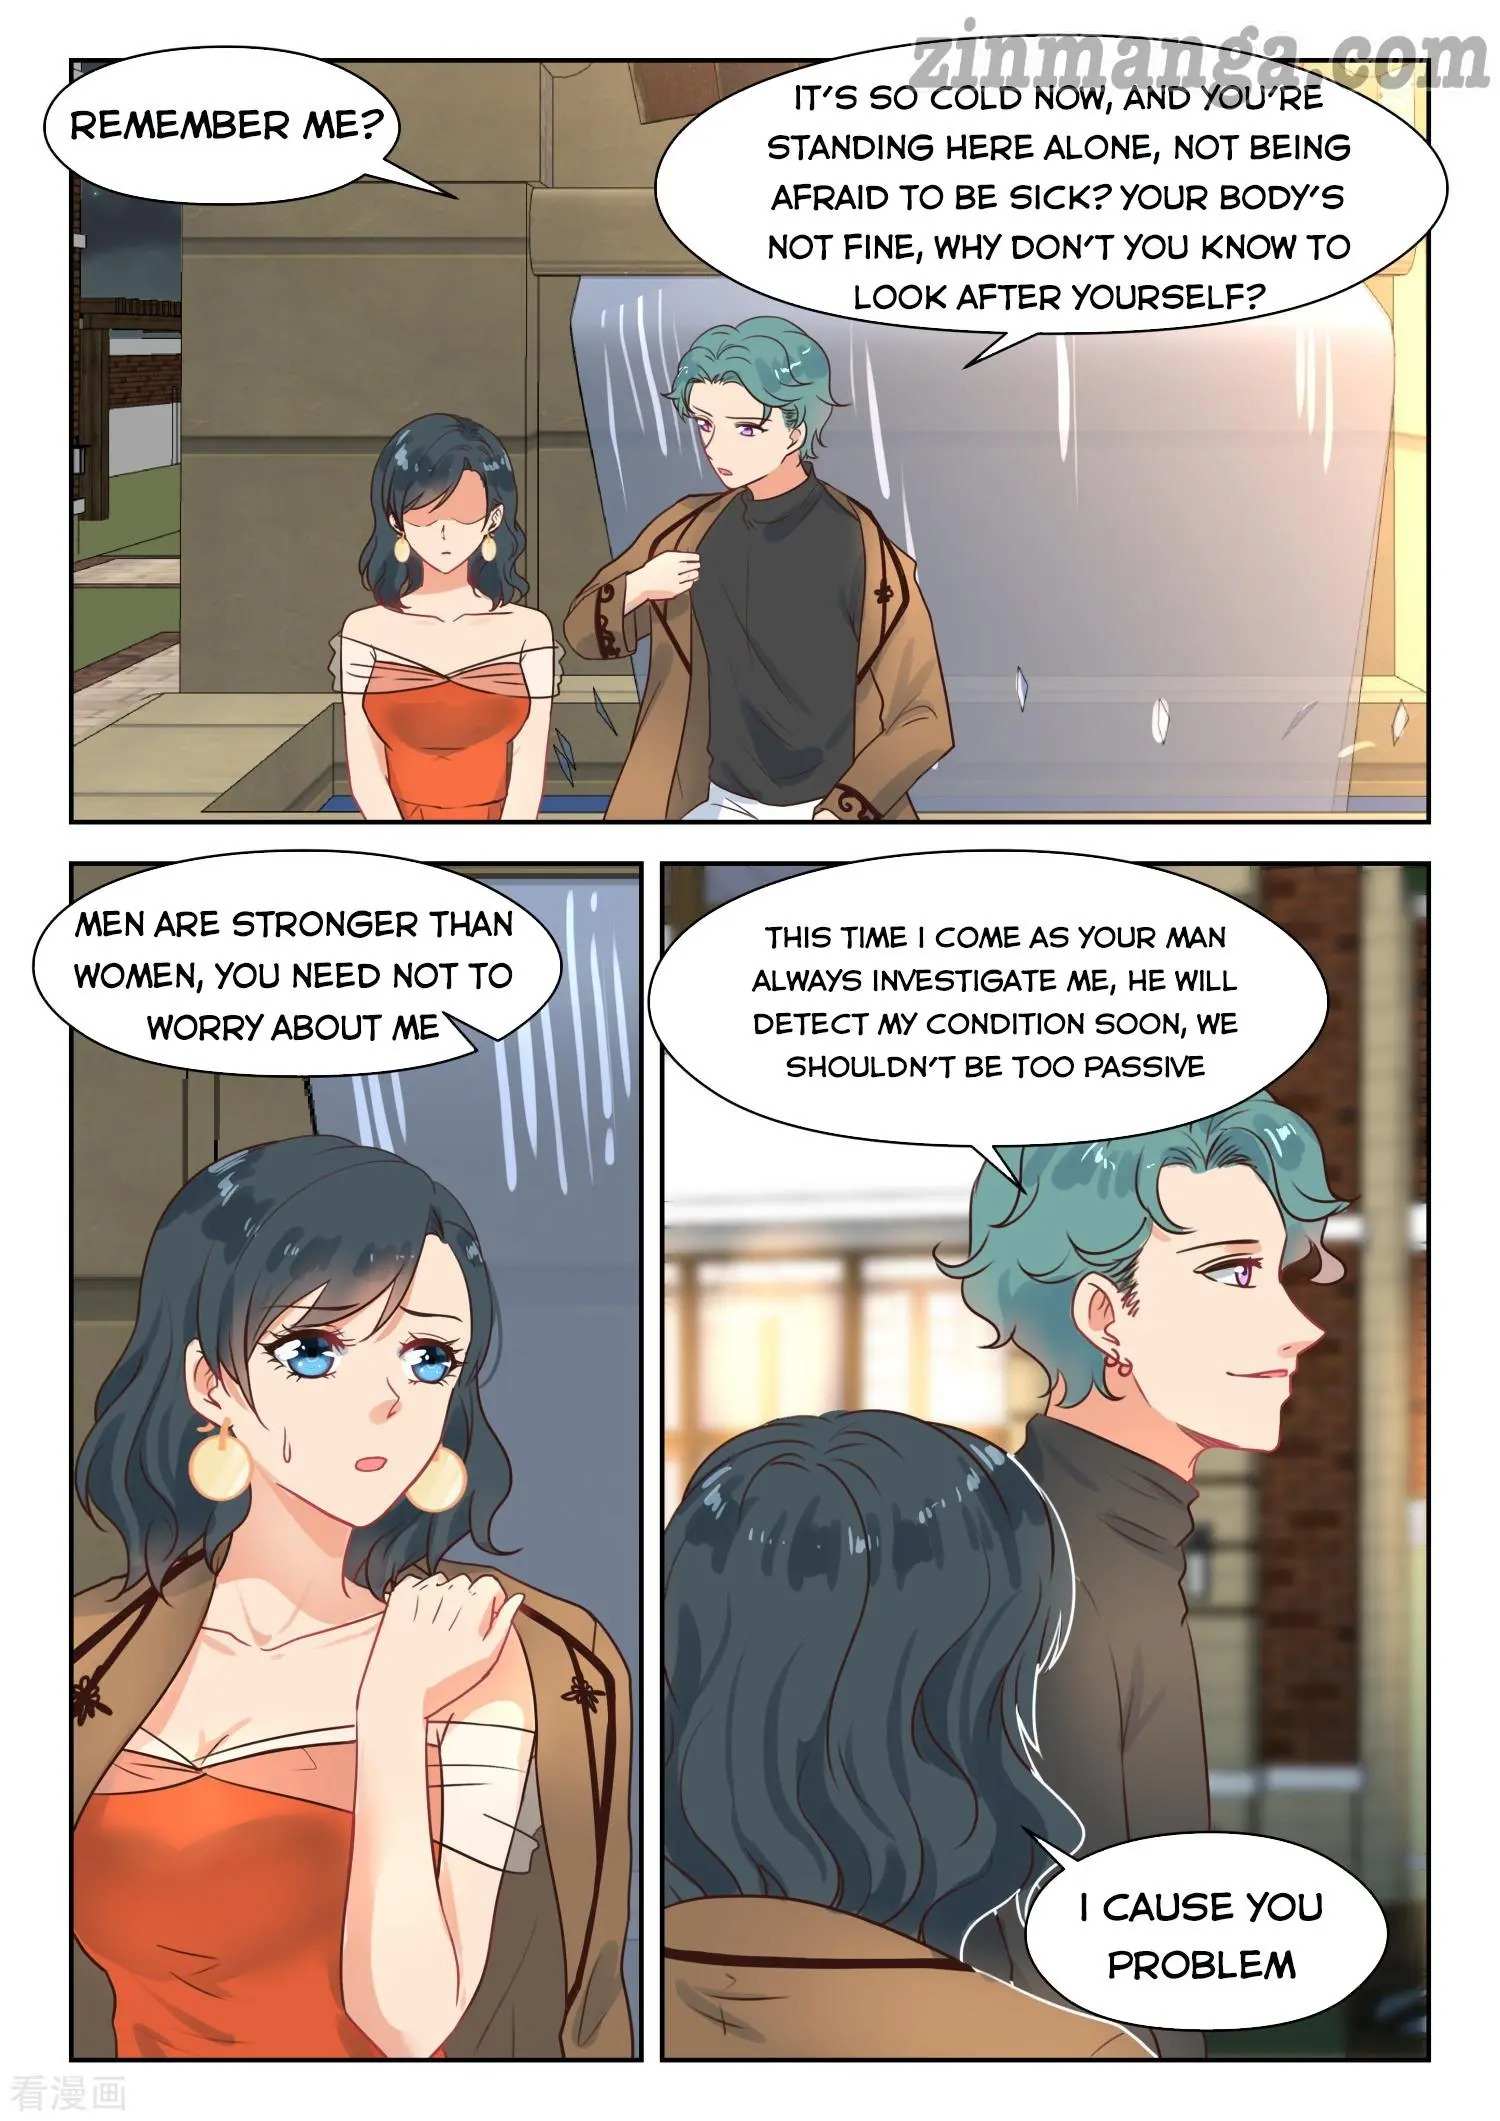 zinmanga.com
REMEMBER ME?
IT'S SO COLD NOW, AND YOU'RE
STANDING HERE ALONE, NOT BEING
AFRAID TO BE SICK? YOUR BODY'S
NOT FINE, WHY DON'T YOU KNOW TO
LOOK AFTER YOURSELF?
MEN ARE STRONGER THAN
WOMEN, YOU NEED NOT TO
WORRY ABOUT ME
THIS TIME I COME AS YOUR MAN
ALWAYS INVESTIGATE ME, HE WILL
DETECT MY CONDITION SOON, WE
SHOULDN'T BE TOO PASSIVE
I CAUSE YOU
PROBLEM
看漫画